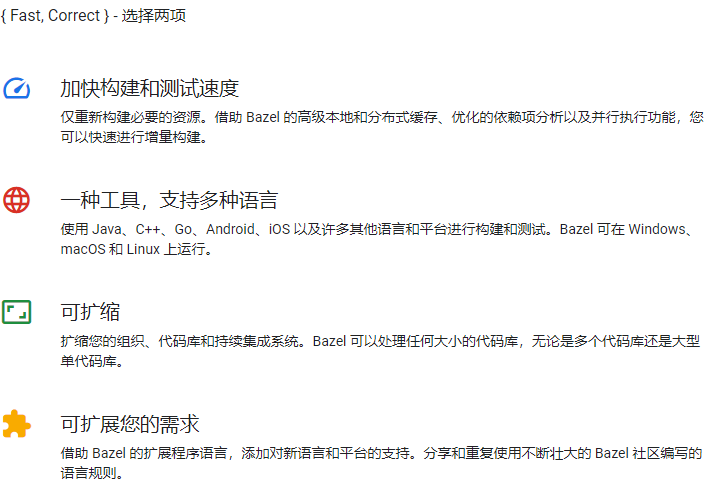 { Fast, Correct } - 选择两项
加快构建和测试速度
仅重新构建必要的资源。借助 Bazel 的高级本地和分布式缓存、优化的依赖项分析以及并行执行功能，您
可以快速进行增量构建。
一种工具，支持多种语言
使用 Java、C++、Go、Android、iOS 以及许多其他语言和平台进行构建和测试。Bazel 可在 Windows、
macOS 和 Linux 上运行。
可扩缩
扩缩您的组织、代码库和持续集成系统。Bazel 可以处理任何大小的代码库，无论是多个代码库还是大型
单代码库。
可扩展您的需求
借助 Bazel 的扩展程序语言，添加对新语言和平台的支持。分享和重复使用不断壮大的 Bazel 社区编写的
语言规则。